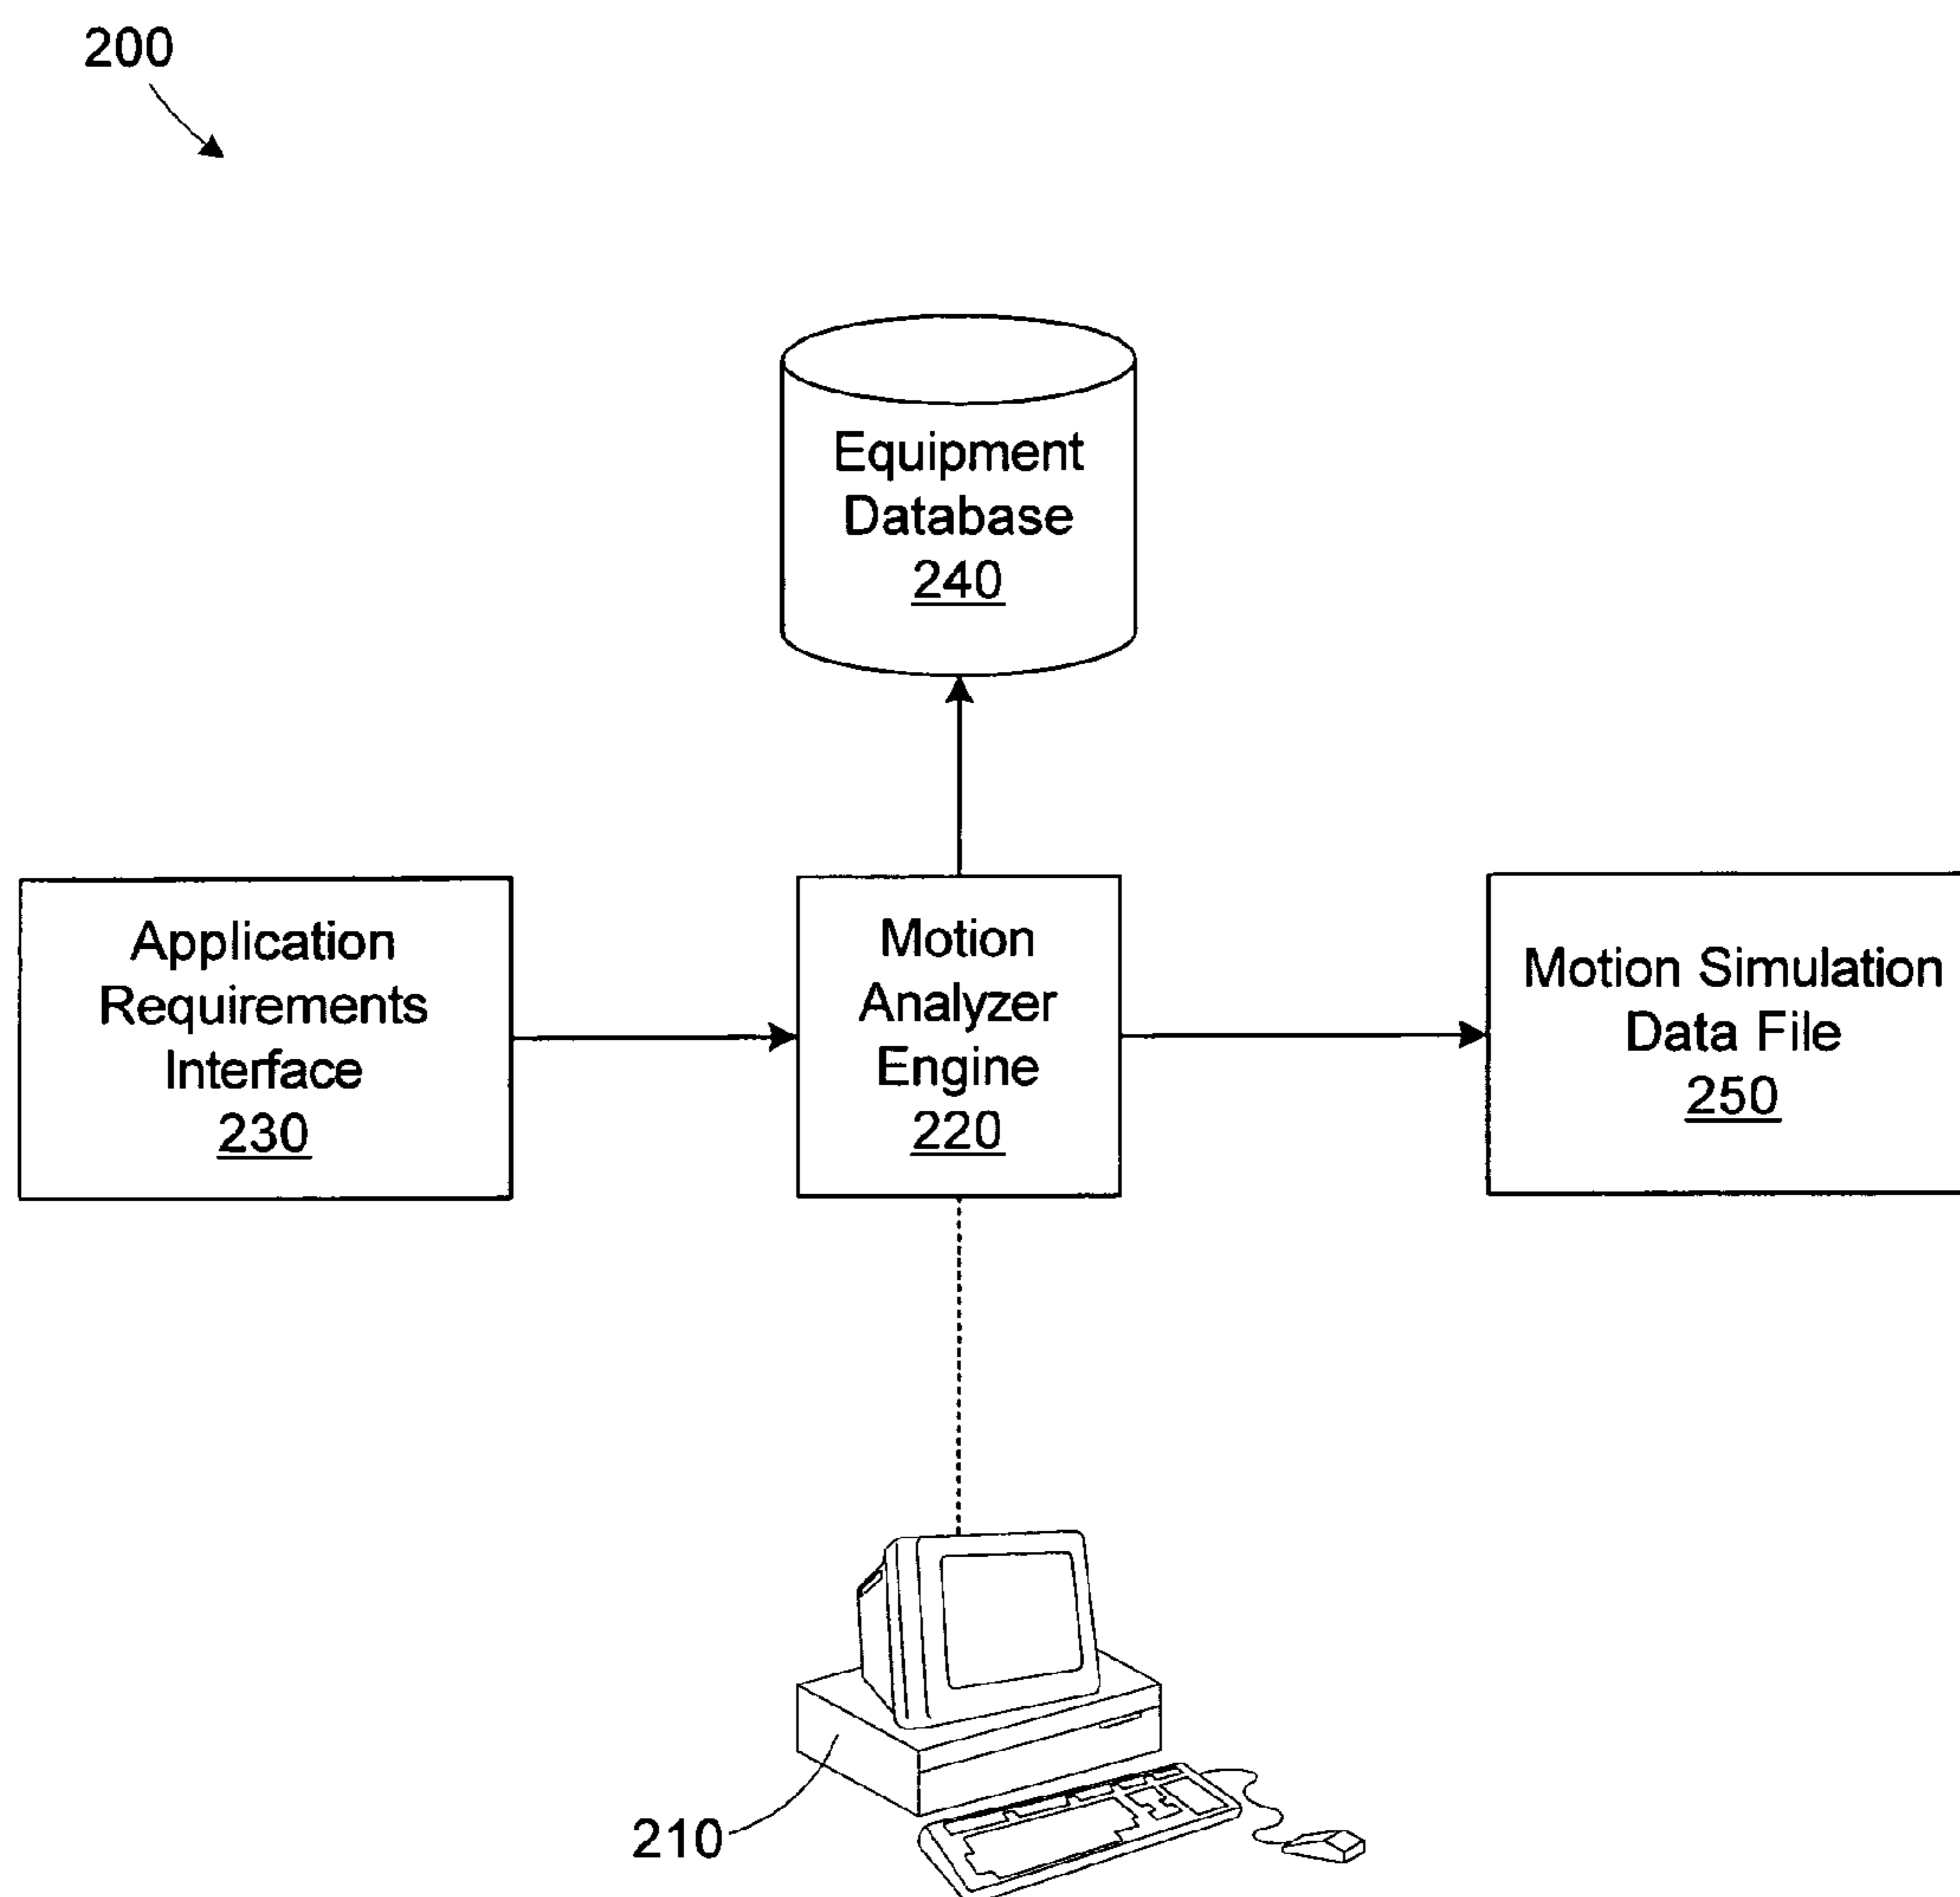 200
Equipment
Database
240
Application
Requirements
Interface
230
Motion
Analyzer
Engine
220
Motion Simulation
Data File
250
210